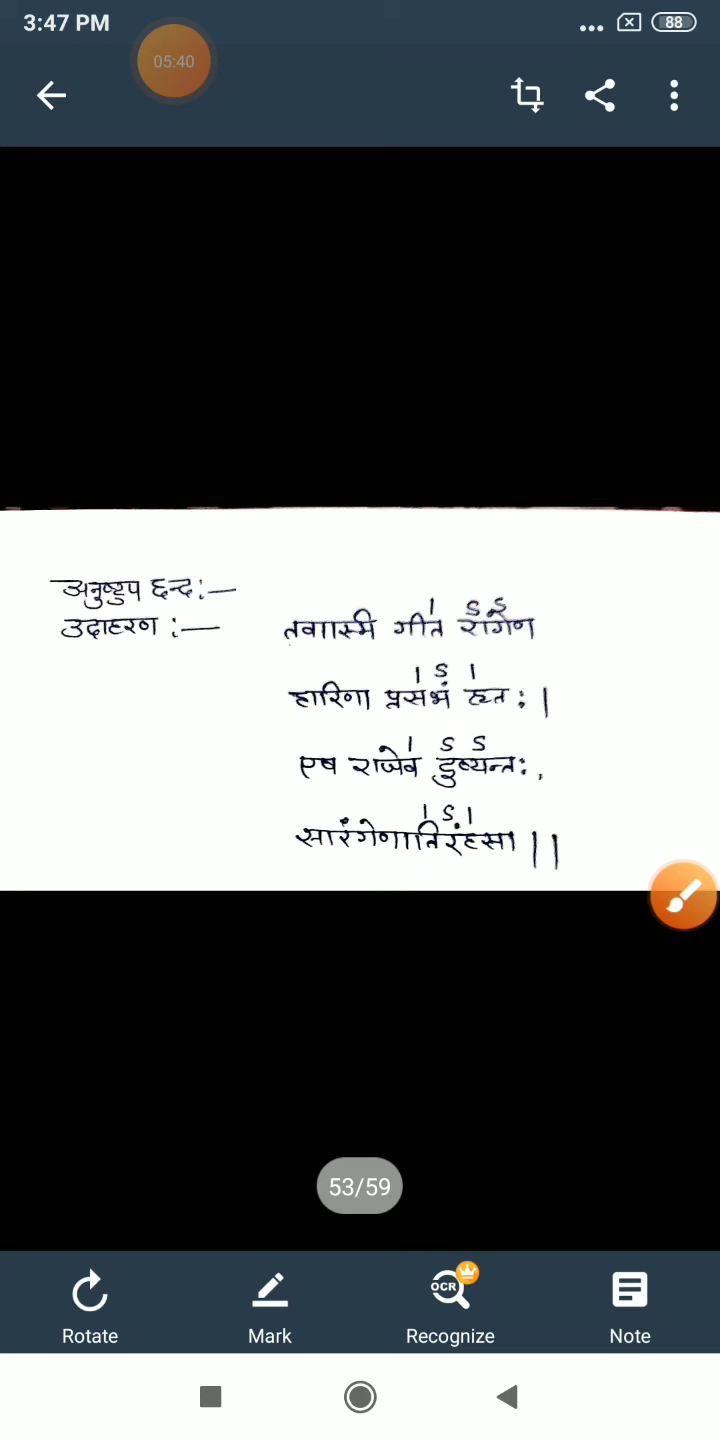 3:47 PM
88
05:40
अनुष्टुप छन्द :—
उदाहरण :—
। S S
तवास्मि गीत रागेण
। S ।
हारिणा प्रसभं हृत : |
। S S
एष राजेव दुष्यन्तः,
। S ।
सारंगेणातिरंहसा ||
53/59
OCR
Rotate Mark Recognize Note